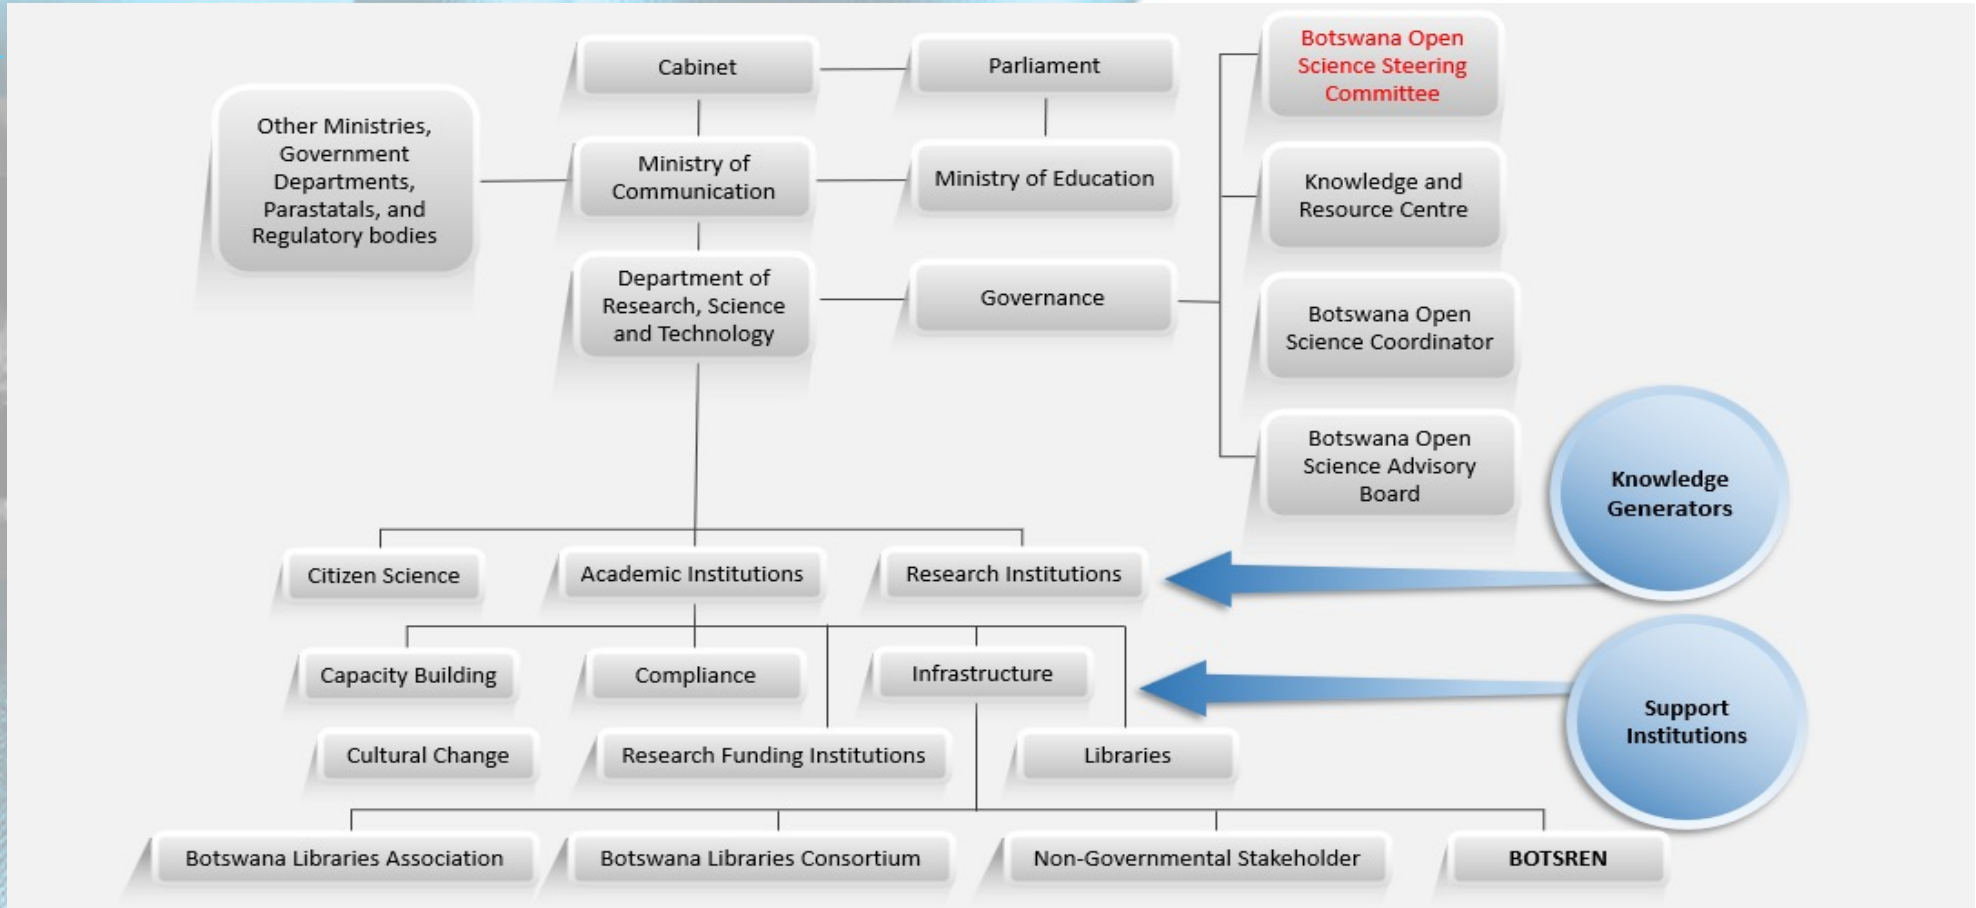 Cabinet
Parliament
Botswana Open
Science Steering
Committee
Other Ministries,
Government
Departments,
Parastatals, and
Regulatory bodies
Ministry of
Communication
Ministry of Education
Knowledge and
Resource Centre
Department of
Research, Science
and Technology
Governance
Botswana Open
Science Coordinator
Botswana Open
Science Advisory
Board
Knowledge
Generators
Citizen Science
Academic Institutions
Research Institutions
Capacity Building
Compliance
Infrastructure
Support
Institutions
Cultural Change
Research Funding Institutions
Libraries
Botswana Libraries Association
Botswana Libraries Consortium
Non-Governmental Stakeholder
BOTSREN